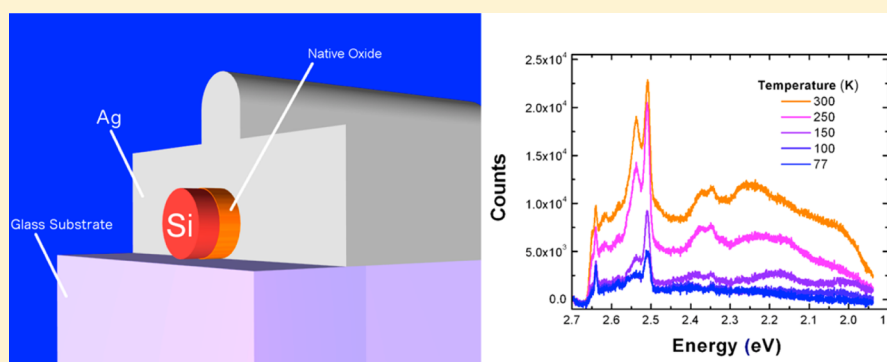 Native Oxide
Ag
Glass Substrate
Si
2.5x10⁴
2.0x10⁴
1.5x10⁴
1.0x10⁴
5.0x10³
0.0
Counts
Temperature (K)
300
250
150
100
77
2.7 2.6 2.5 2.4 2.3 2.2 2.1 2.0 1
Energy (eV)